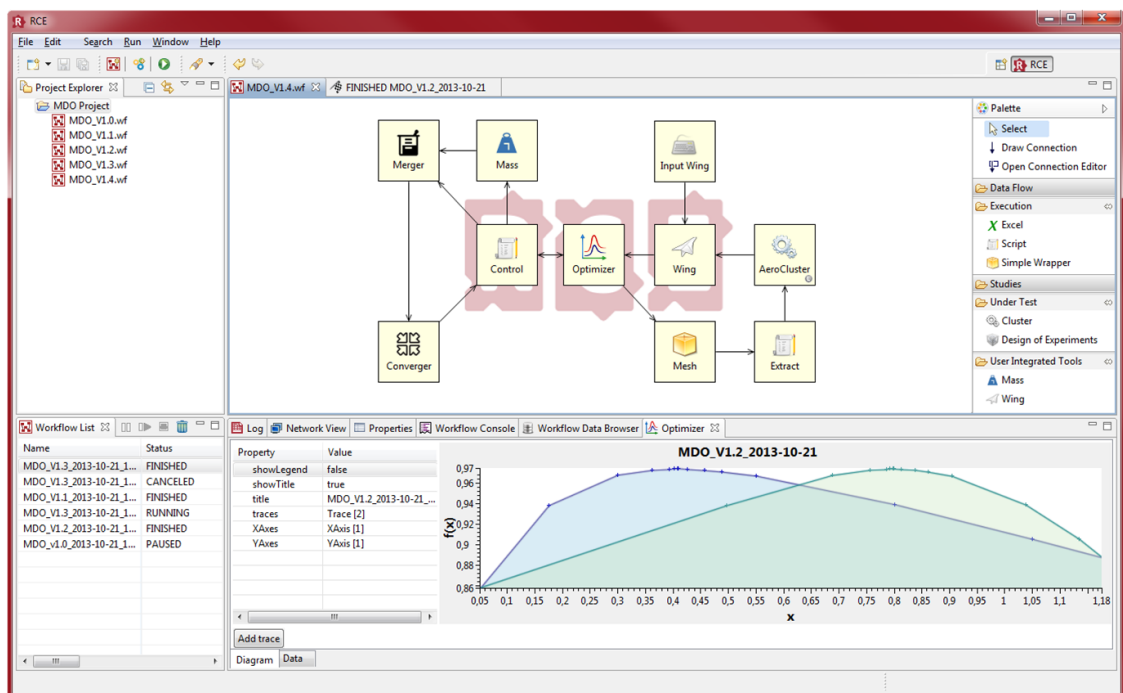 RCE
File Edit Search Run Window Help
RCE
Project Explorer
MDO Project
MDO_V1.0.wf
MDO_V1.1.wf
MDO_V1.2.wf
MDO_V1.3.wf
MDO_V1.4.wf
MDO_V1.4.wf FINISHED MDO_V1.2_2013-10-21
Merger
Mass
Input Wing
Control
Optimizer
Wing
AeroCluster
Converger
Mesh
Extract
Palette
Select
Draw Connection
Open Connection Editor
Data Flow
Execution
Excel
Script
Simple Wrapper
Studies
Under Test
Cluster
Design of Experiments
User Integrated Tools
Mass
Wing
Workflow List
Name Status
MDO_V1.3_2013-10-21_1... FINISHED
MDO_V1.3_2013-10-21_1... CANCELED
MDO_V1.1_2013-10-21_1... FINISHED
MDO_V1.3_2013-10-21_1... RUNNING
MDO_V1.2_2013-10-21_1... FINISHED
MDO_v1.0_2013-10-21_1... PAUSED
Log Network View Properties Workflow Console Workflow Data Browser Optimizer
Property Value
showLegend false
showTitle true
title MDO_V1.2_2013-10-21_...
traces Trace [2]
XAxes XAxis [1]
YAxes YAxis [1]
Add trace
Diagram Data
MDO_V1.2_2013-10-21
f(x)
0,97
0,96
0,94
0,92
0,9
0,88
0,86
0,05 0,1 0,15 0,2 0,25 0,3 0,35 0,4 0,45 0,5 0,55 0,6 0,65 0,7 0,75 0,8 0,85 0,9 0,95 1 1,05 1,1 1,18
x